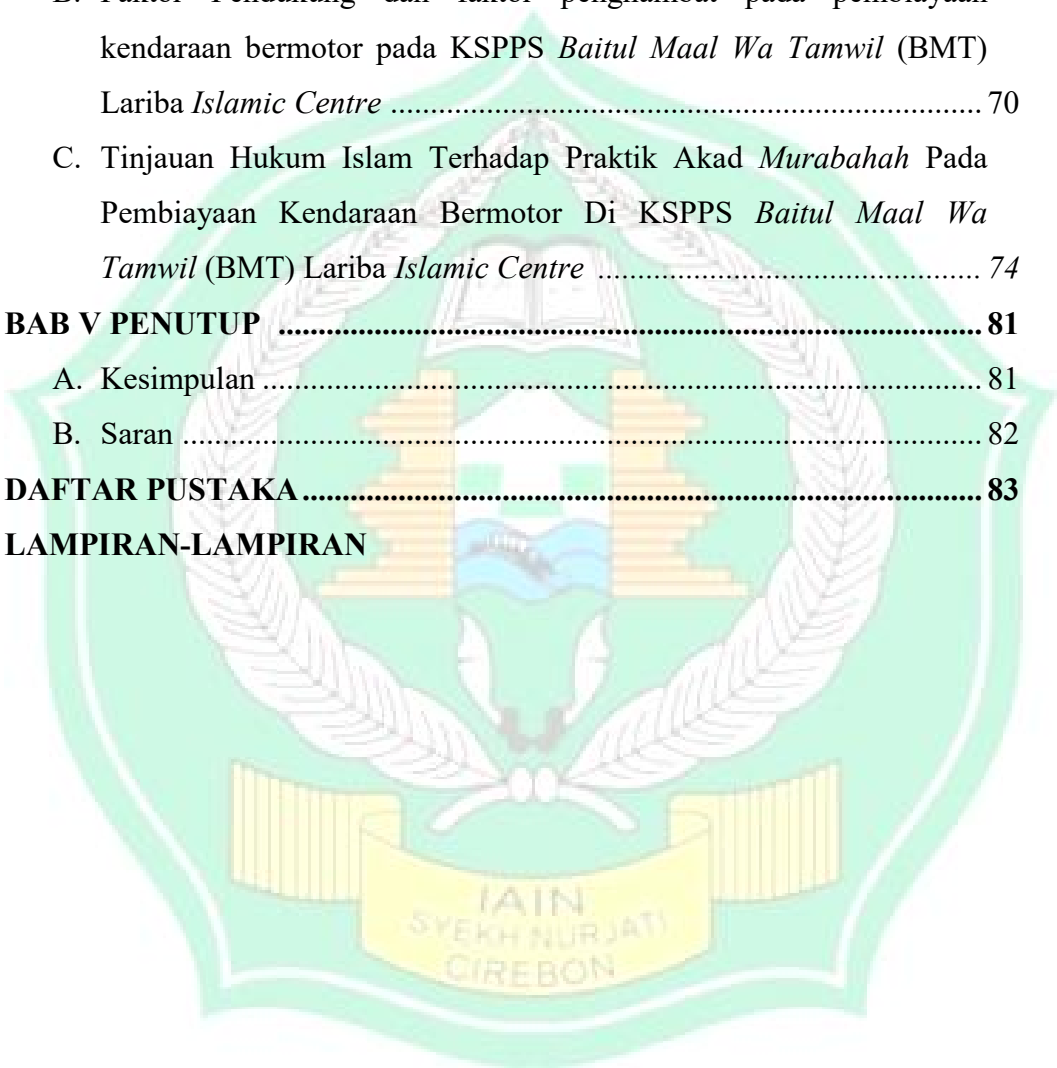 B. Faktor Pendukung dan faktor penghambat pada pembiayaan
kendaraan bermotor pada KSPPS Baitul Maal Wa Tamwil (BMT)
Lariba Islamic Centre ........................................................................ 70
C. Tinjauan Hukum Islam Terhadap Praktik Akad Murabahah Pada
Pembiayaan Kendaraan Bermotor Di KSPPS Baitul Maal Wa
Tamwil (BMT) Lariba Islamic Centre ............................................... 74
BAB V PENUTUP ...................................................................................... 81
A. Kesimpulan ........................................................................................ 81
B. Saran .................................................................................................. 82
DAFTAR PUSTAKA ................................................................................... 83
LAMPIRAN-LAMPIRAN
IAIN
SYEKH NURJATI
CIREBON